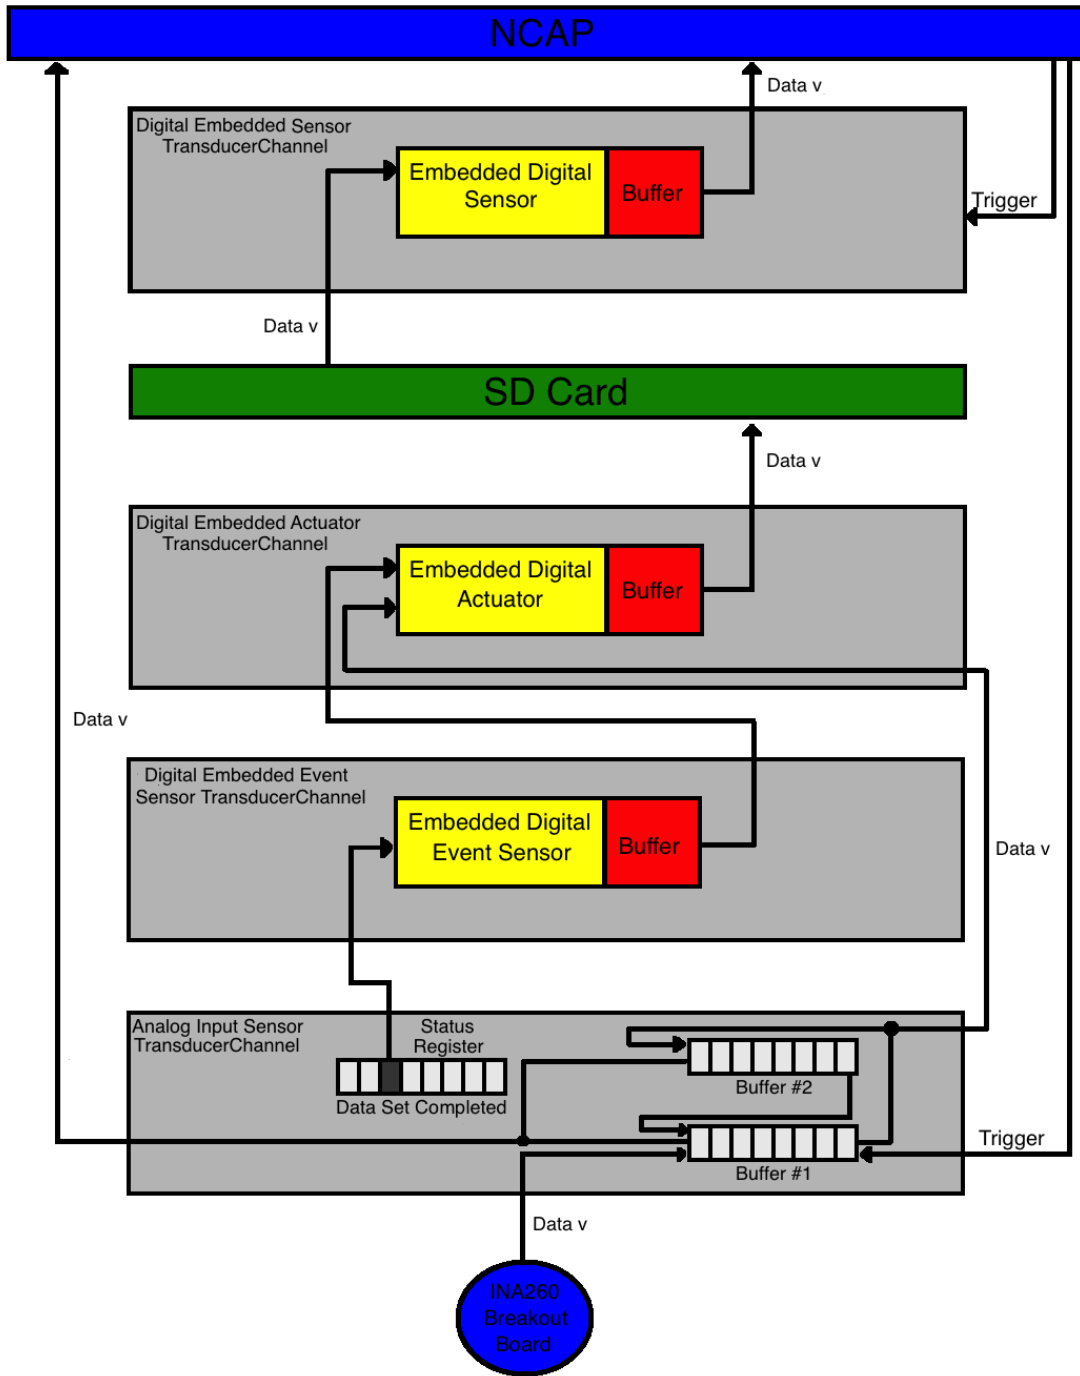 NCAP
Data v
Digital Embedded Sensor
TransducerChannel
Embedded Digital
Sensor
Buffer
Trigger
Data v
SD Card
Data v
Digital Embedded Actuator
TransducerChannel
Embedded Digital
Actuator
Buffer
Data v
Digital Embedded Event
Sensor TransducerChannel
Embedded Digital
Event Sensor
Buffer
Data v
Analog Input Sensor
TransducerChannel
Status
Register
Data Set Completed
Buffer #2
Buffer #1
Trigger
Data v
INA260
Breakout
Board